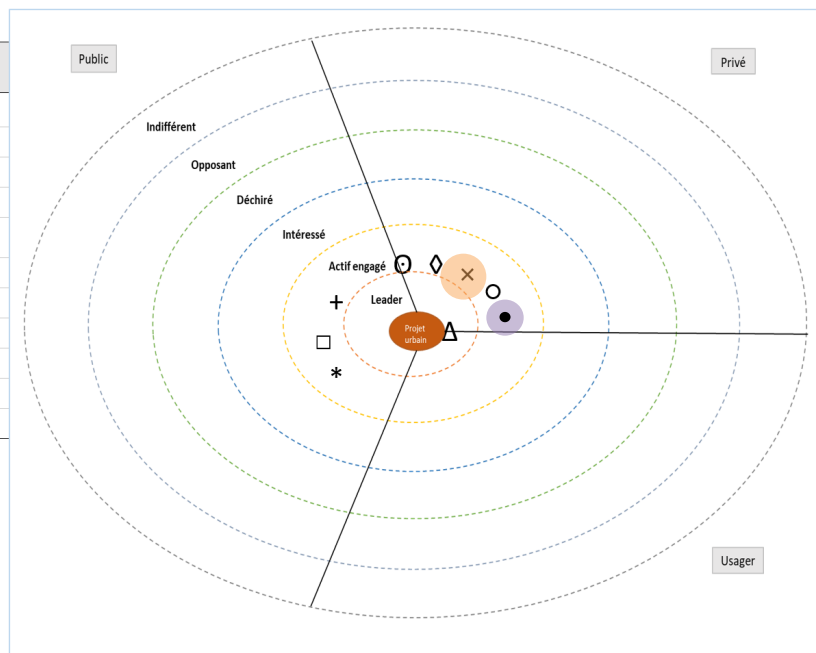 Public
Privé
Indifférent
Opposant
Déchiré
Intéressé
Actif engagé
Leader
Projet
urbain
Usager